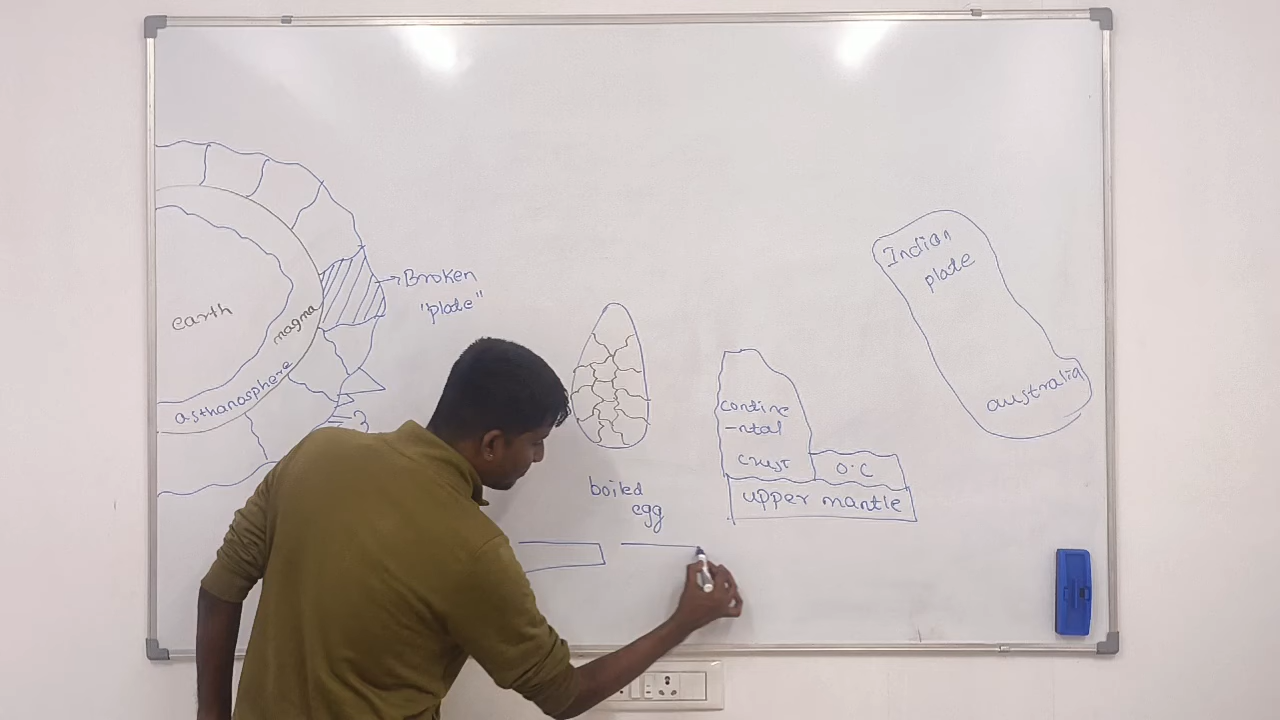 earth
magma
asthanosphere
Broken
"plate"
boiled
egg
contine
-ntal
crust
O.C
upper mantle
Indian
plate
australia